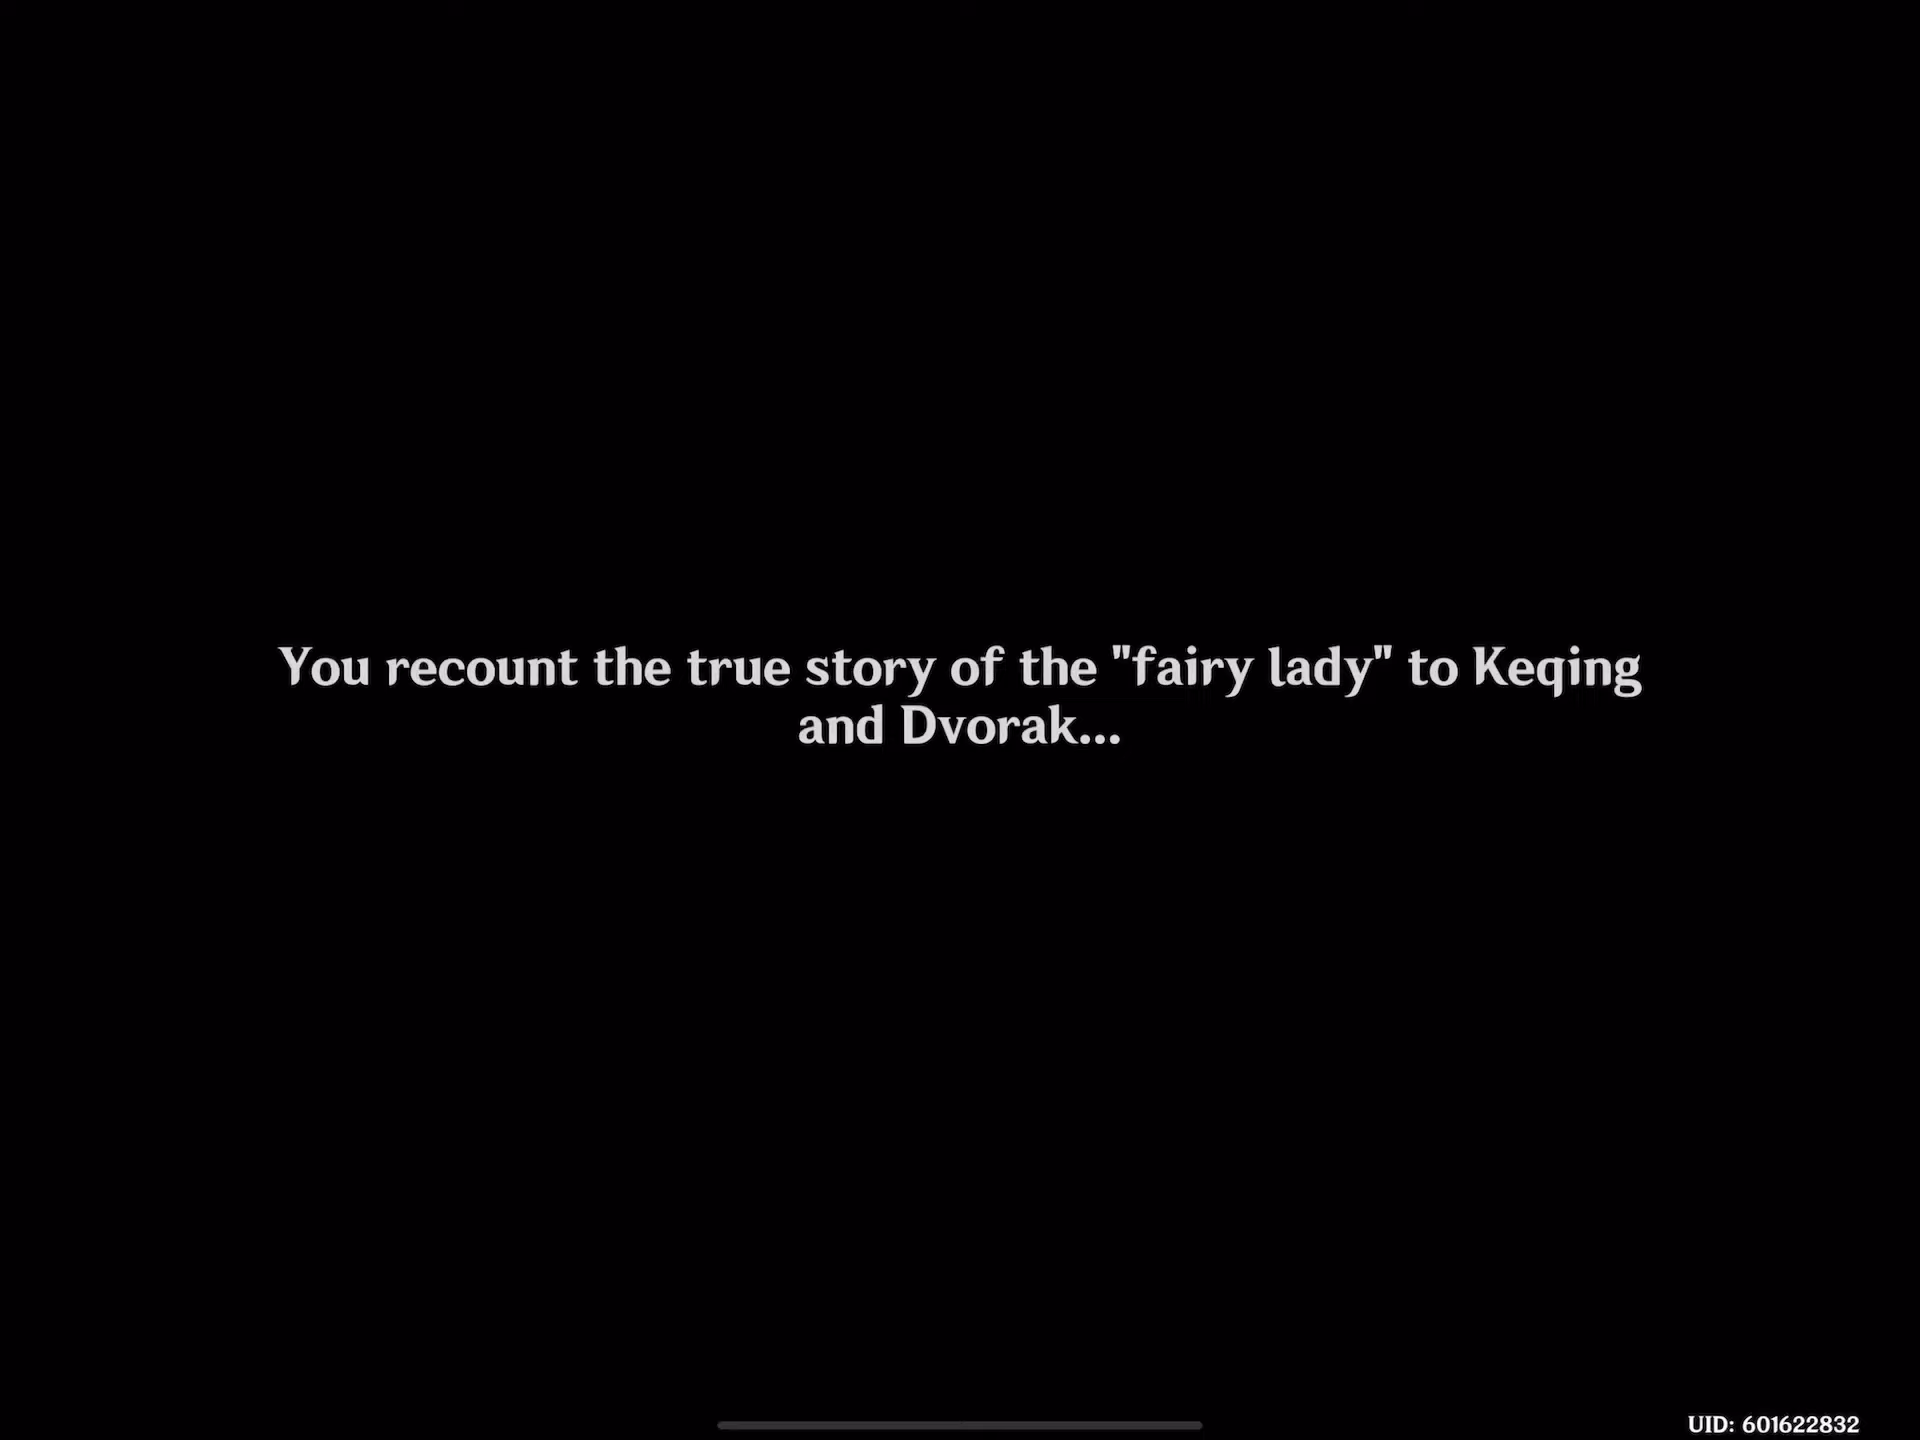 You recount the true story of the "fairy lady" to Keqing
and Dvorak...
UID: 601622832